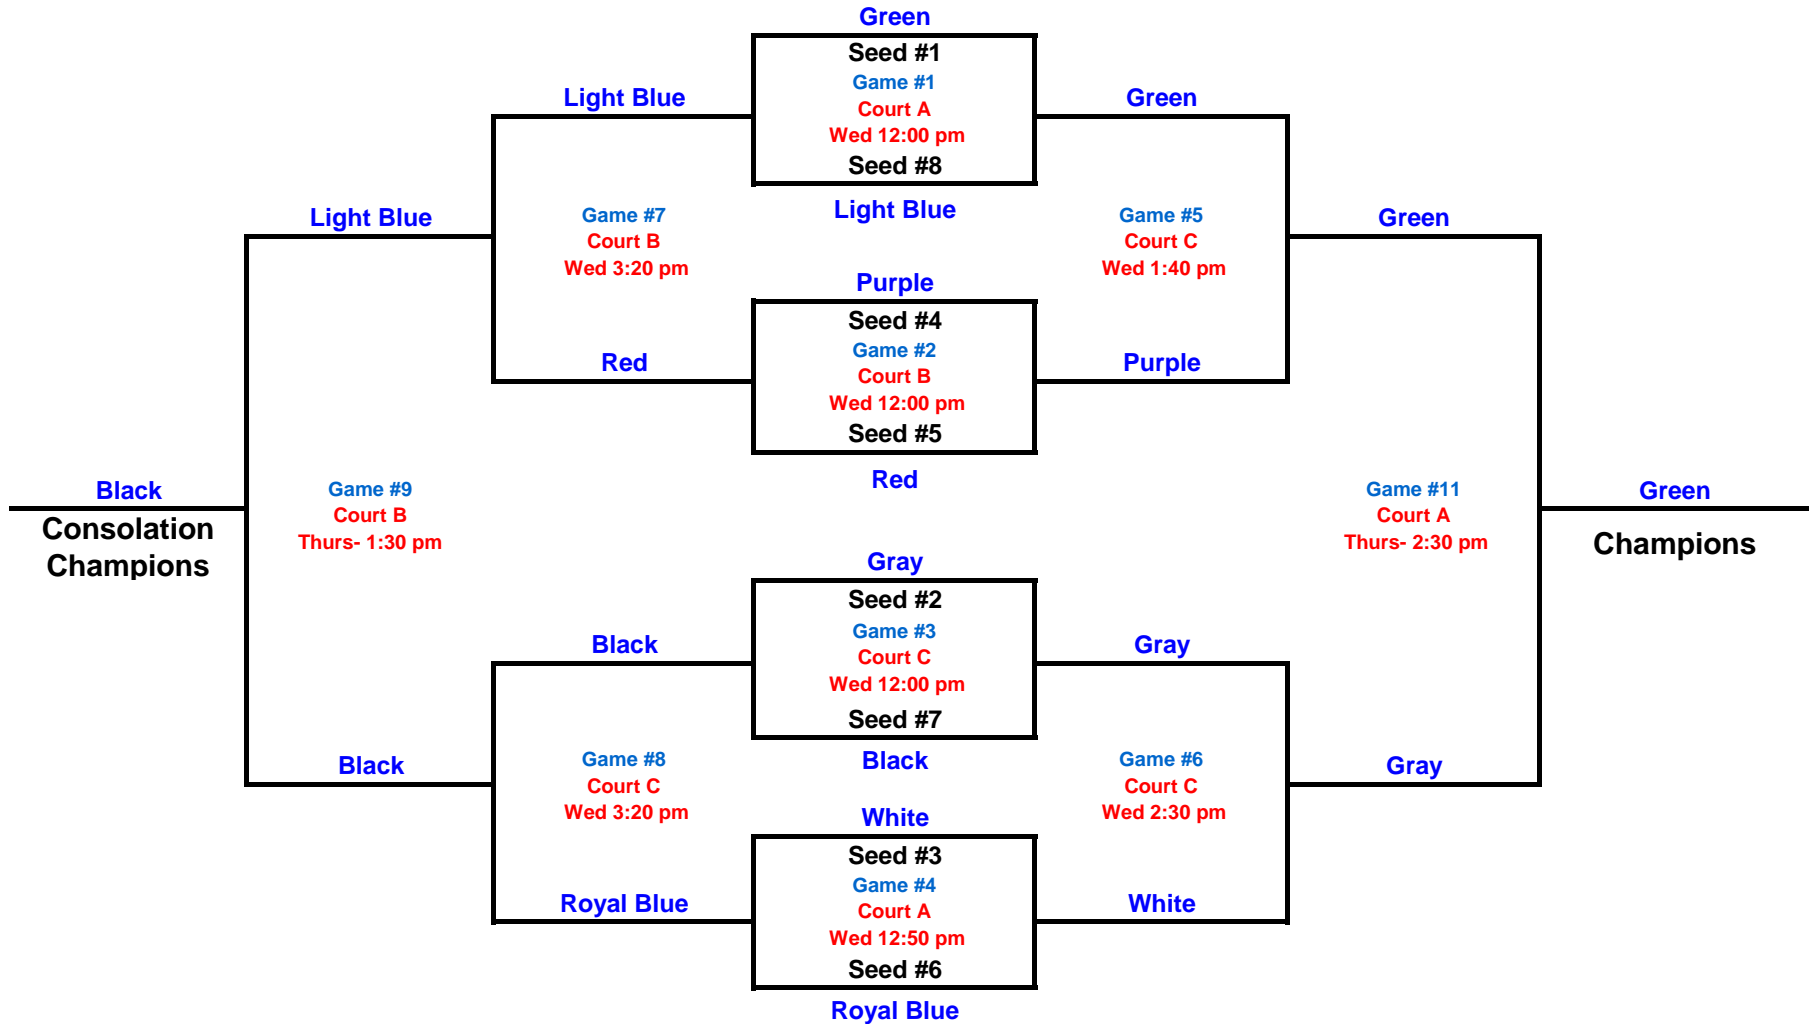 Green
Seed #1
Game #1
Court A
Wed 12:00 pm
Seed #8
Light Blue
Light Blue
Green
Light Blue
Game #7
Court B
Wed 3:20 pm
Game #5
Court C
Wed 1:40 pm
Green
Purple
Seed #4
Game #2
Court B
Wed 12:00 pm
Seed #5
Red
Red
Purple
Black
Consolation
Champions
Game #9
Court B
Thurs- 1:30 pm
Game #11
Court A
Thurs- 2:30 pm
Green
Champions
Gray
Seed #2
Game #3
Court C
Wed 12:00 pm
Seed #7
Black
Black
Gray
Black
Game #8
Court C
Wed 3:20 pm
Game #6
Court C
Wed 2:30 pm
Gray
White
Seed #3
Game #4
Court A
Wed 12:50 pm
Seed #6
Royal Blue
Royal Blue
White